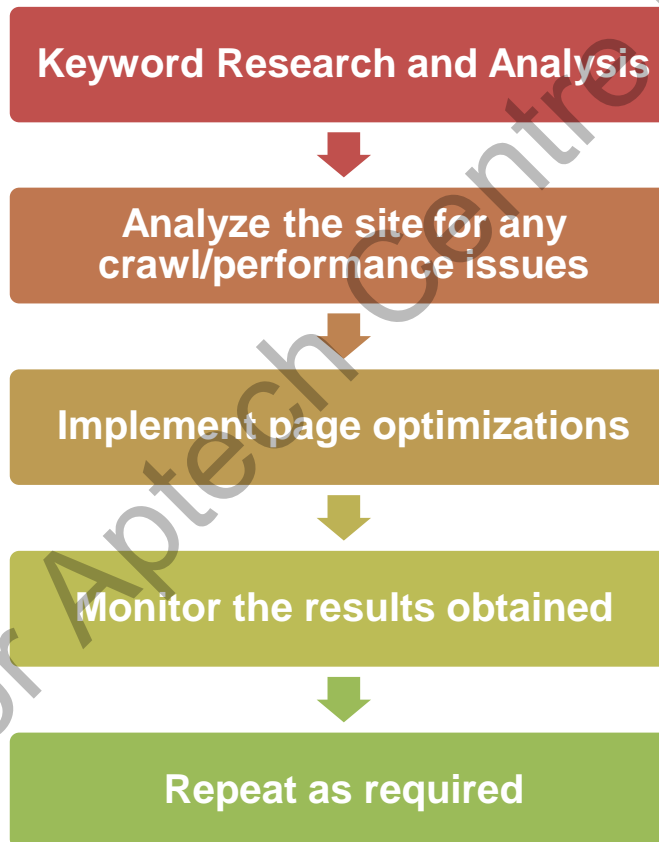 Keyword Research and Analysis
Analyze the site for any
crawl/performance issues
Implement page optimizations
Monitor the results obtained
Repeat as required
or Aptech Centre